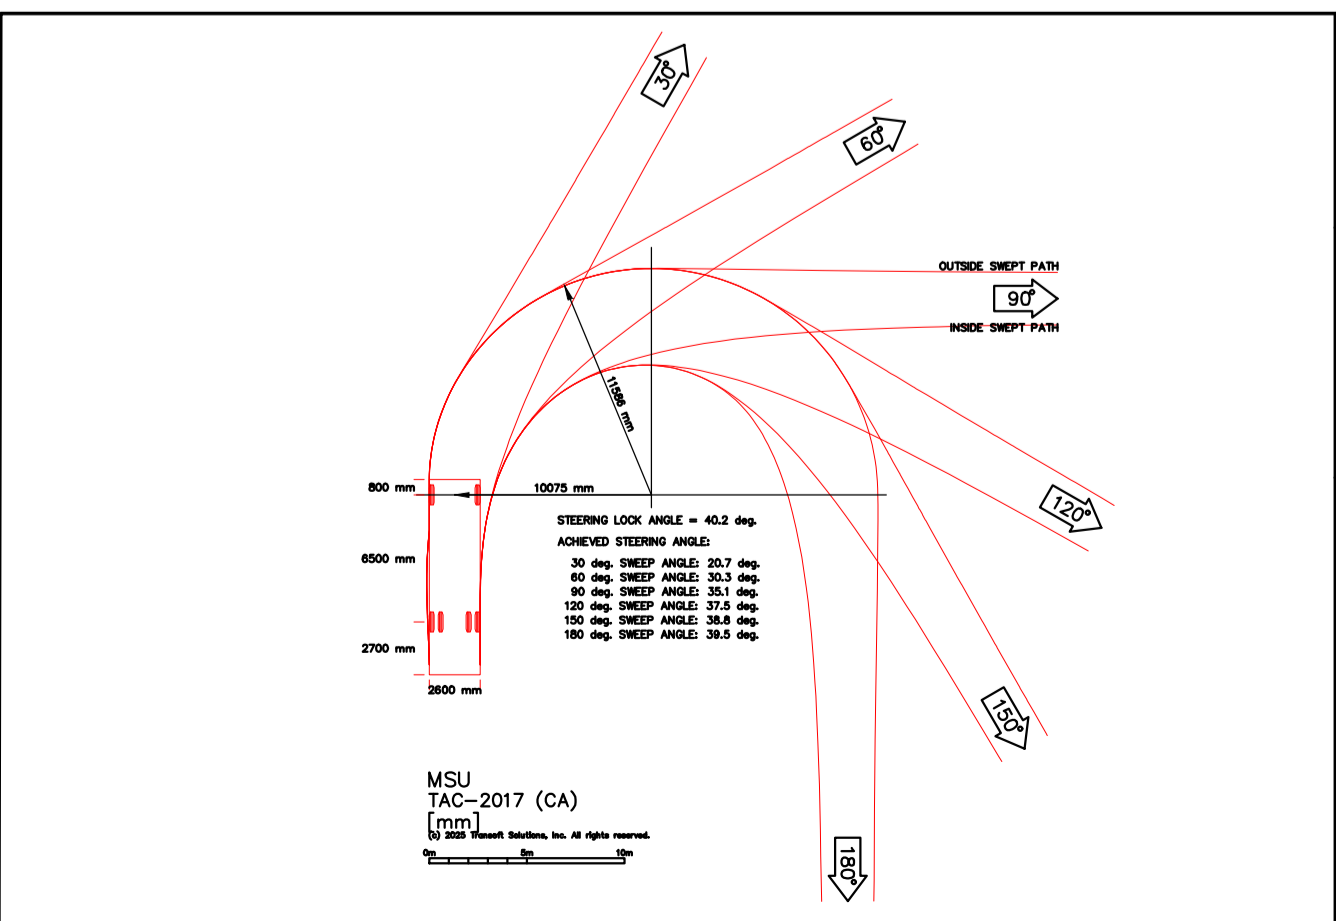 30°
60°
OUTSIDE SWEPT PATH
90°
INSIDE SWEPT PATH
11586 mm
800 mm
10075 mm
120°
STEERING LOCK ANGLE = 40.2 deg.
ACHIEVED STEERING ANGLE:
6500 mm
30 deg. SWEEP ANGLE: 20.7 deg.
60 deg. SWEEP ANGLE: 30.3 deg.
90 deg. SWEEP ANGLE: 35.1 deg.
120 deg. SWEEP ANGLE: 37.5 deg.
150 deg. SWEEP ANGLE: 38.8 deg.
180 deg. SWEEP ANGLE: 39.5 deg.
2700 mm
2600 mm
150°
MSU
TAC-2017 (CA)
[mm]
(c) 2025 Transoft Solutions, Inc. All rights reserved.
0m 5m 10m
180°